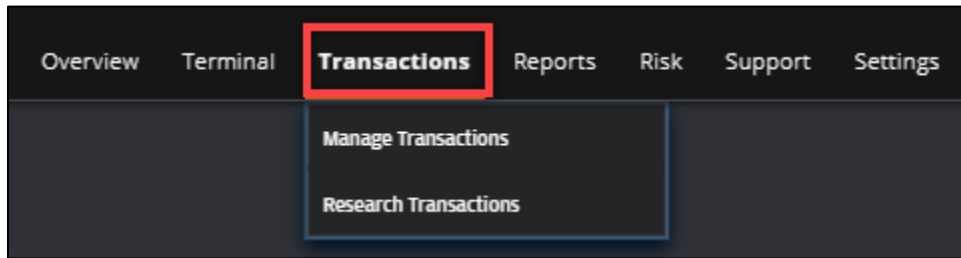 Overview Terminal Transactions Reports Risk Support Settings
Manage Transactions
Research Transactions